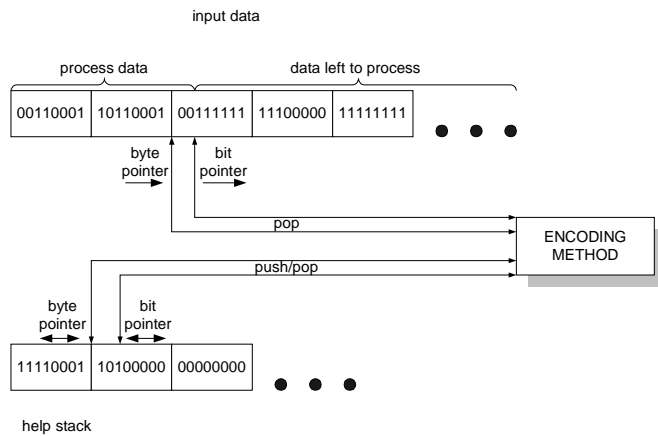 input data
process data
data left to process
00110001 10110001 00111111 11100000 11111111
byte
pointer
bit
pointer
pop
ENCODING
METHOD
push/pop
byte
pointer
bit
pointer
11110001 10100000 00000000
help stack